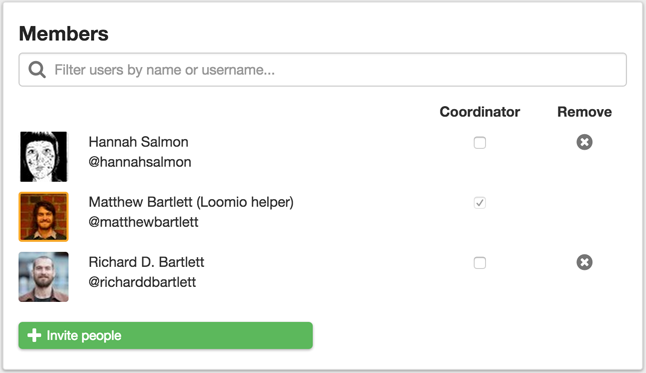 Members
Filter users by name or username...
Coordinator Remove
Hannah Salmon
@hannahsalmon
Matthew Bartlett (Loomio helper)
@matthewbartlett
Richard D. Bartlett
@richarddbartlett
Invite people